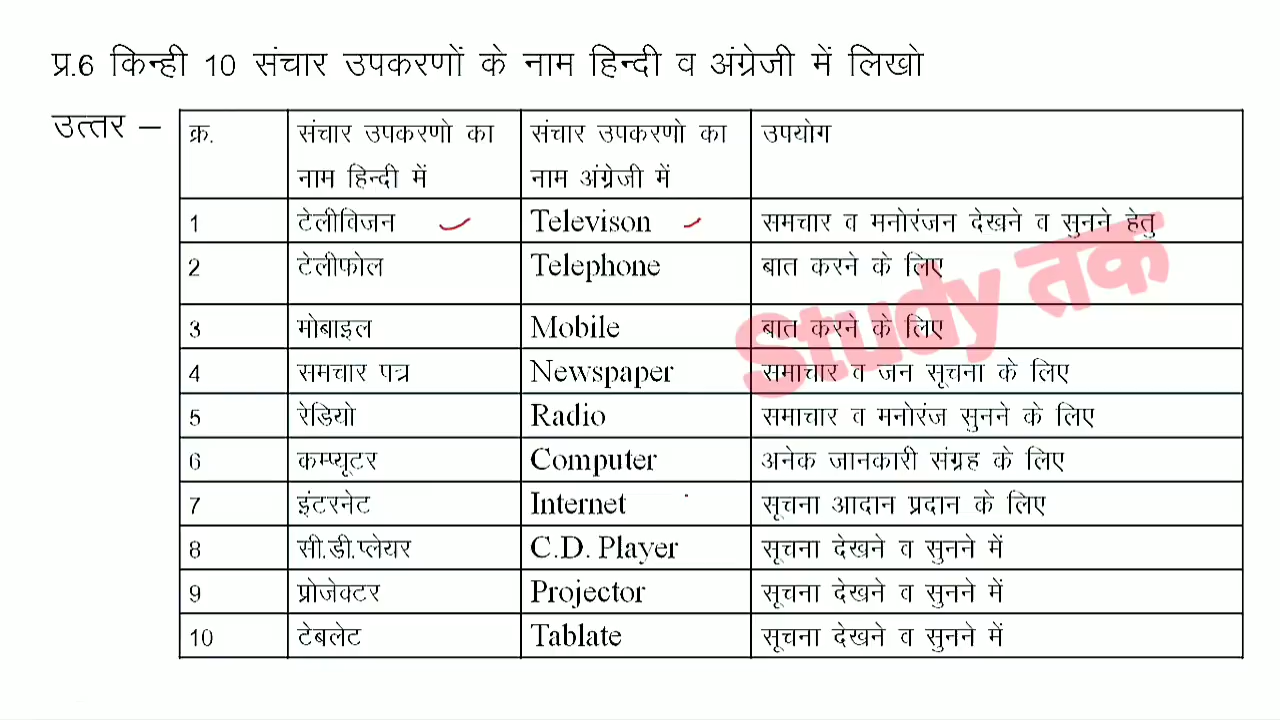 प्र.6 किन्ही 10 संचार उपकरणों के नाम हिन्दी व अंग्रेजी में लिखो
उत्तर –
क्र. संचार उपकरणो का नाम हिन्दी में संचार उपकरणो का नाम अंग्रेजी में उपयोग
1 टेलीविजन Televison समचार व मनोरंजन देखने व सुनने हेतु
2 टेलीफोल Telephone बात करने के लिए
3 मोबाइल Mobile बात करने के लिए
4 समचार पत्र Newspaper समाचार व जन सूचना के लिए
5 रेडियो Radio समाचार व मनोरंज सुनने के लिए
6 कम्प्यूटर Computer अनेक जानकारी संग्रह के लिए
7 इंटरनेट Internet सूचना आदान प्रदान के लिए
8 सी.डी.प्लेयर C.D. Player सूचना देखने व सुनने में
9 प्रोजेक्टर Projector सूचना देखने व सुनने में
10 टेबलेट Tablate सूचना देखने व सुनने में
Study तक